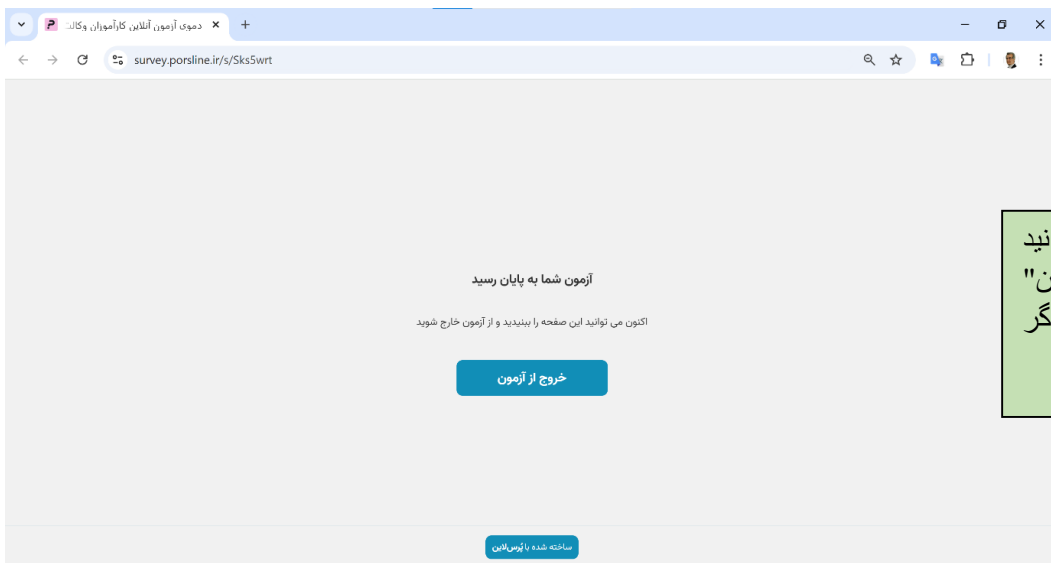 دموی آزمون آنلاین کارآموزان وکالت
survey.porsline.ir/s/Sks5wrt
آزمون شما به پایان رسید
اکنون می توانید این صفحه را ببنیدید و از آزمون خارج شوید
خروج از آزمون
ساخته شده با پُرس‌لاین